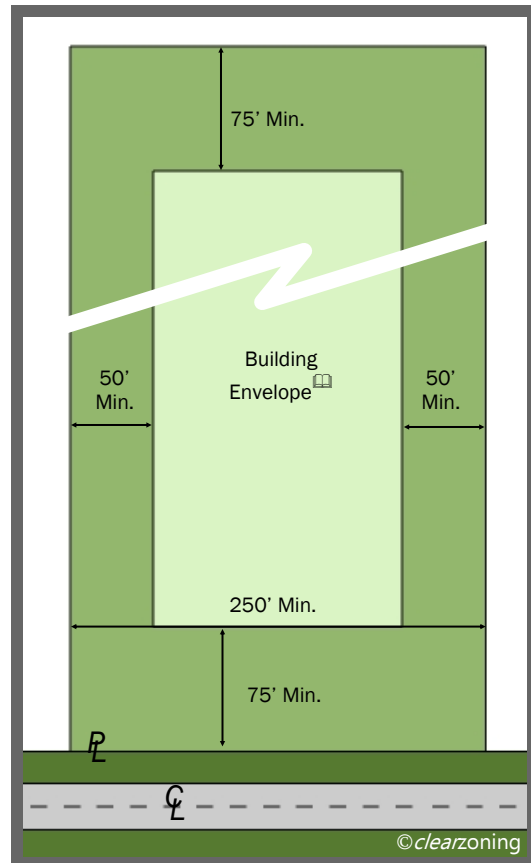 75’ Min.
Building
Envelope
50’
Min.
50’
Min.
250’ Min.
75’ Min.
PL
CL
©clearzoning